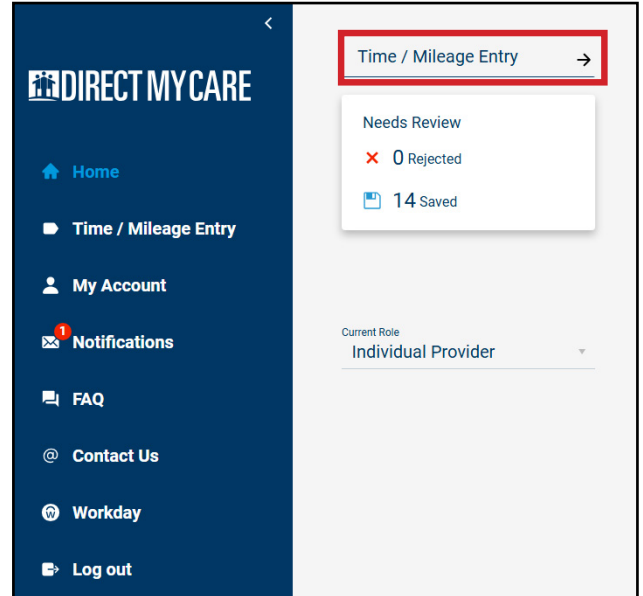 DIRECT MY CARE
Home
Time / Mileage Entry
My Account
1
Notifications
FAQ
@ Contact Us
Workday
Log out
Time / Mileage Entry
Needs Review
0 Rejected
14 Saved
Current Role
Individual Provider